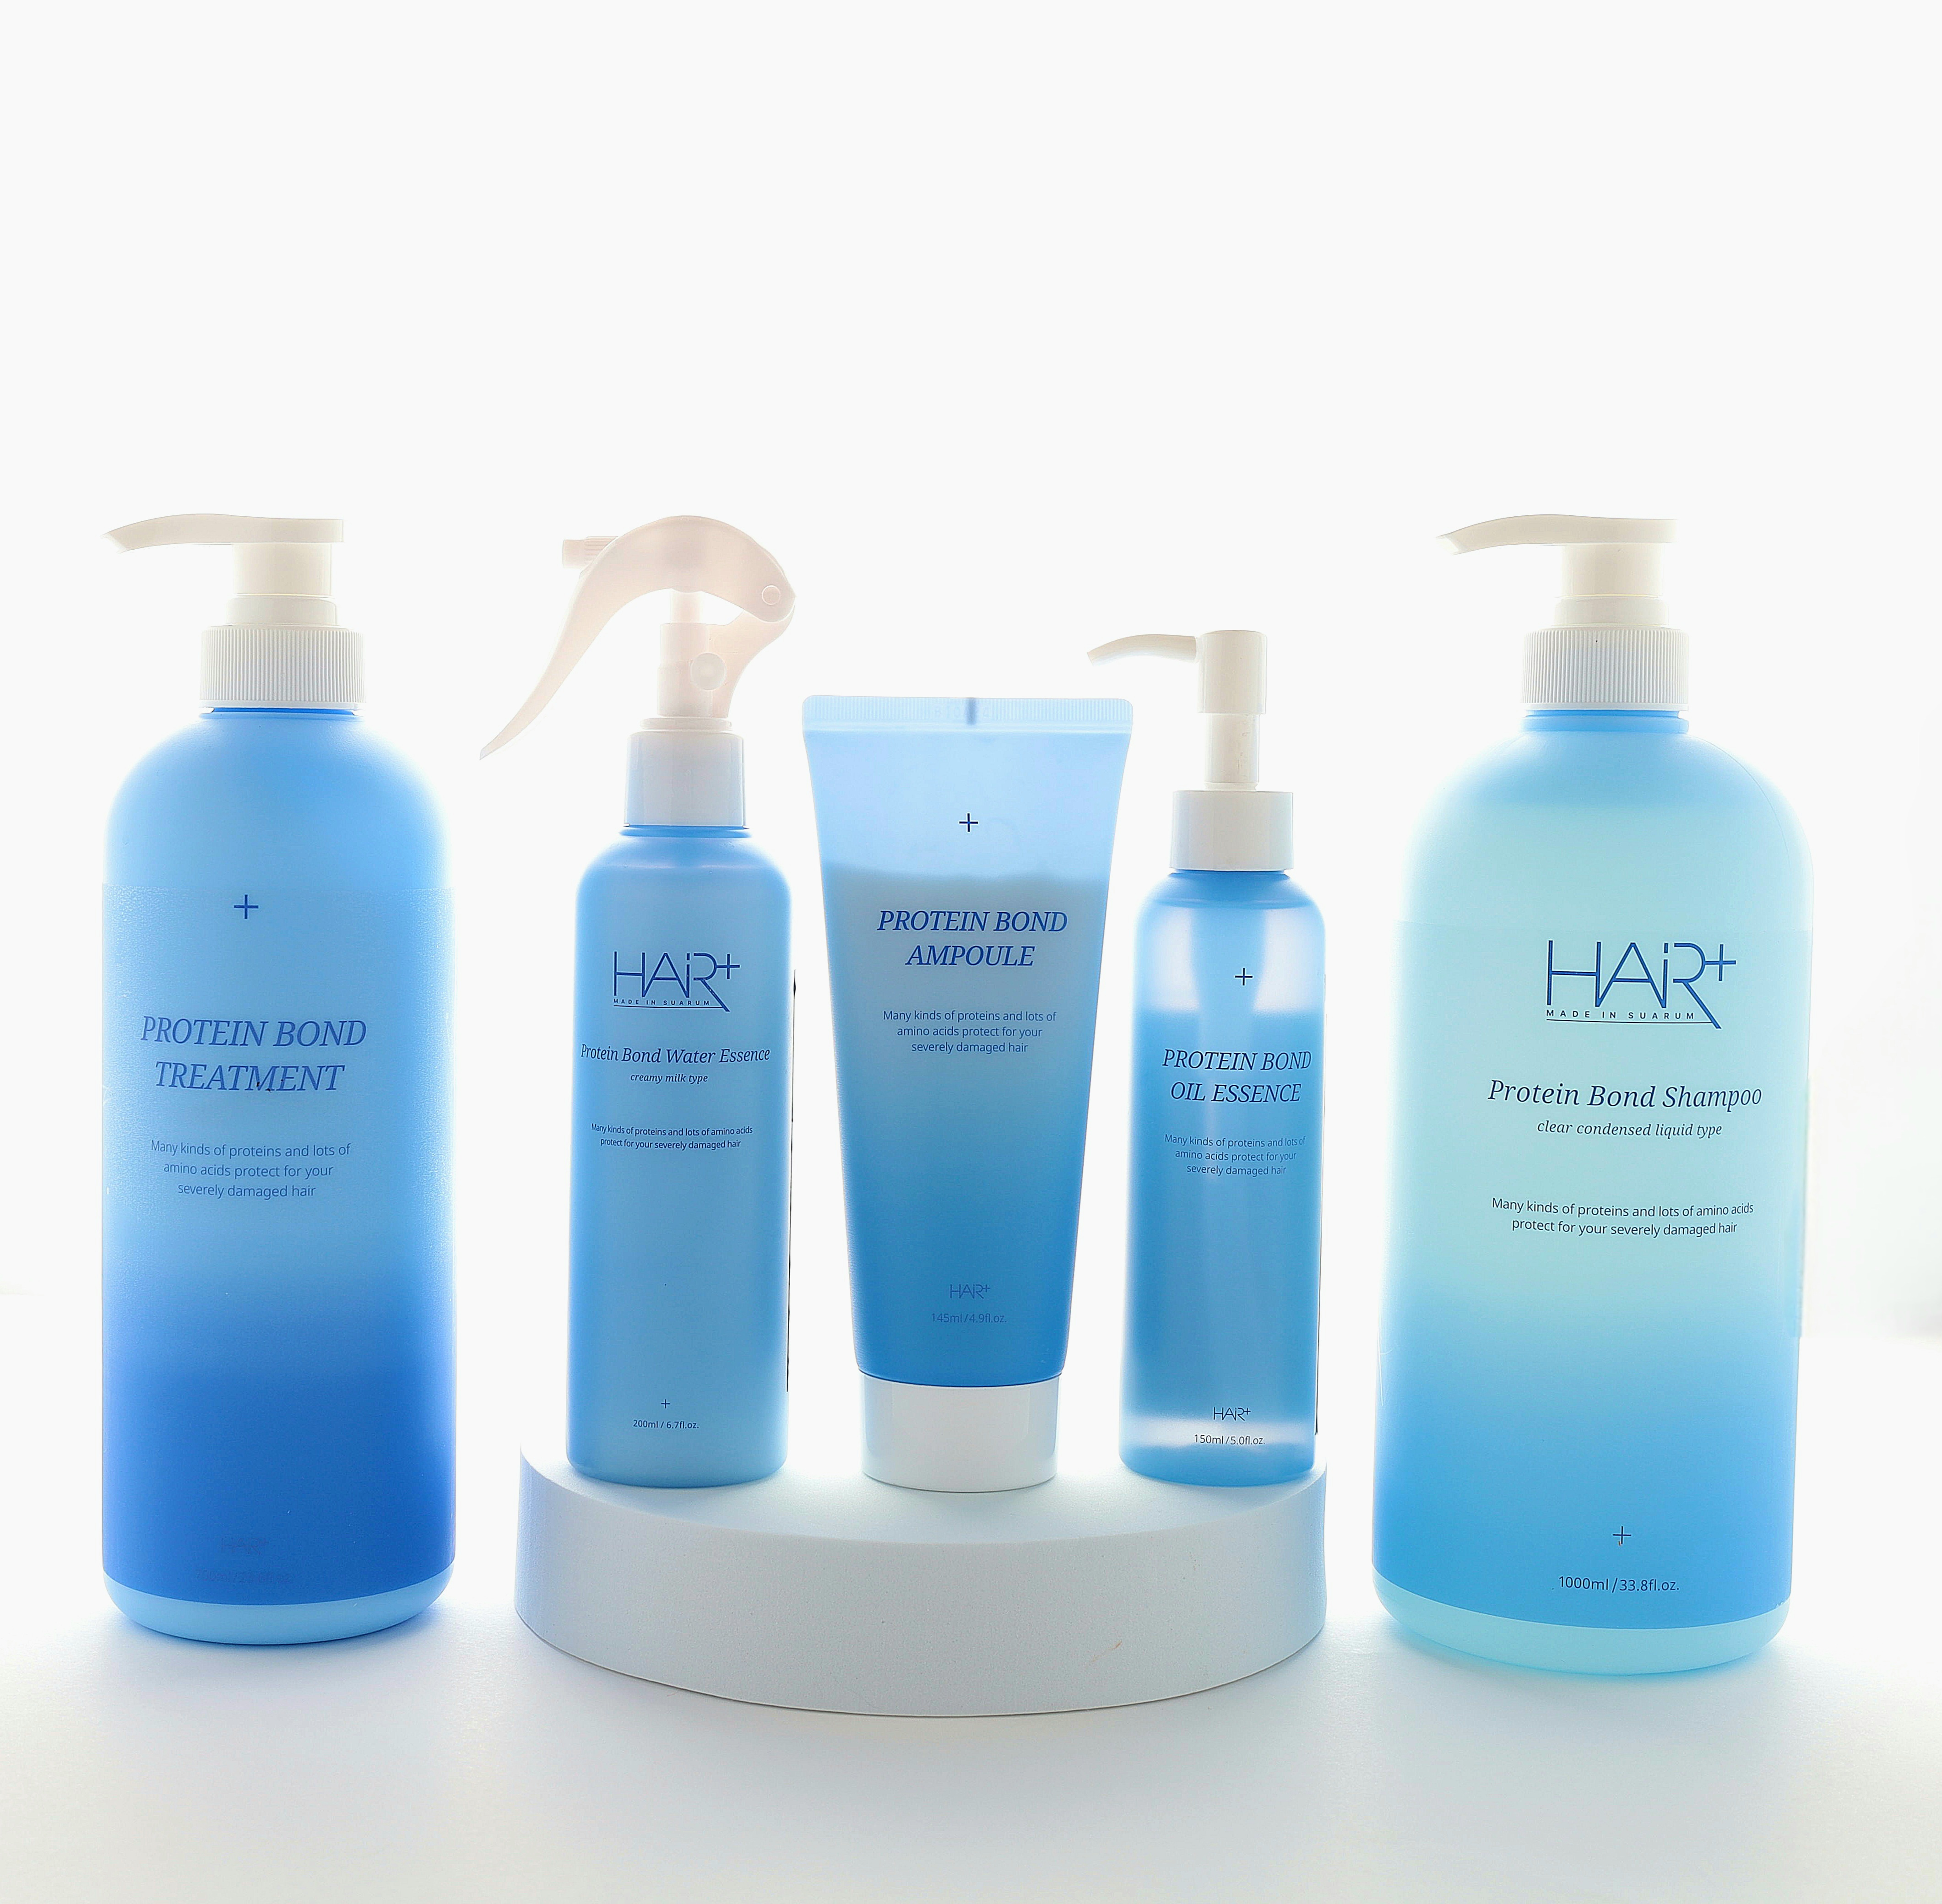 +
PROTEIN BOND
TREATMENT
Many kinds of proteins and lots of
amino acids protect for your
severely damaged hair
HAiR+
HAiR+
MADE IN SUARUM
Protein Bond Water Essence
creamy milk type
Many kinds of proteins and lots of amino acids
protect for your severely damaged hair
+
200ml / 6.7fl.oz.
+
PROTEIN BOND
AMPOULE
Many kinds of proteins and lots of
amino acids protect for your
severely damaged hair
HAiR+
145ml/4.9fl.oz.
+
PROTEIN BOND
OIL ESSENCE
Many kinds of proteins and lots of
amino acids protect for your
severely damaged hair
HAiR+
150ml/5.0fl.oz.
HAiR+
MADE IN SUARUM
Protein Bond Shampoo
clear condensed liquid type
Many kinds of proteins and lots of amino acids
protect for your severely damaged hair
+
1000ml/33.8fl.oz.